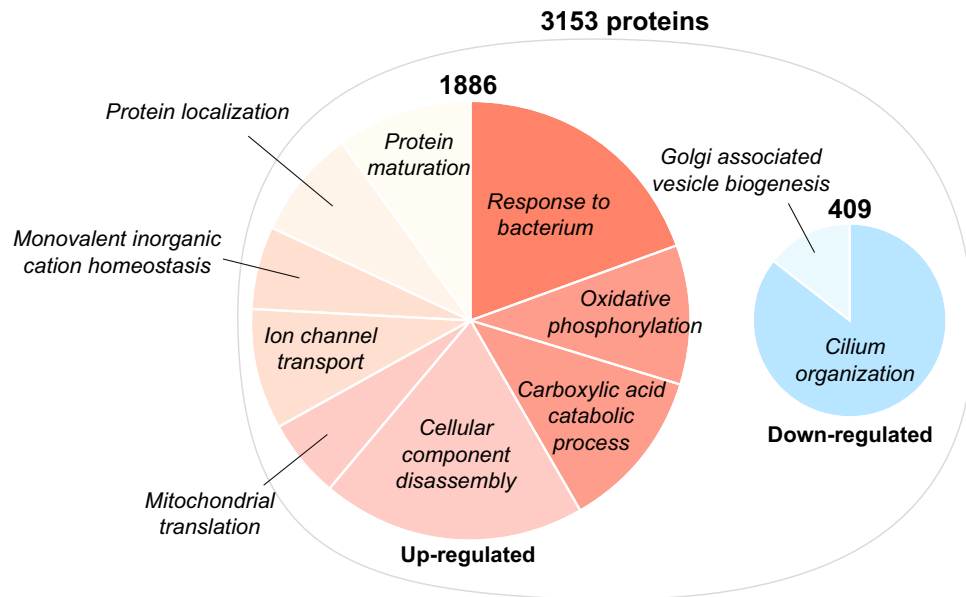 3153 proteins
1886
Protein localization
Protein
maturation
Response to
bacterium
Monovalent inorganic
cation homeostasis
Oxidative
phosphorylation
Ion channel
transport
Carboxylic acid
catabolic
process
Cellular
component
disassembly
Mitochondrial
translation
Up-regulated
Golgi associated
vesicle biogenesis
409
Cilium
organization
Down-regulated